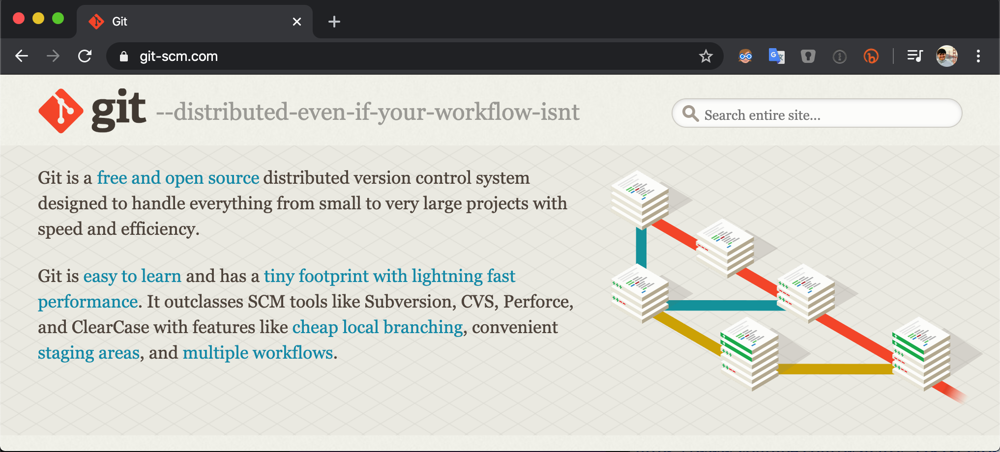 Git
git-scm.com
git --distributed-even-if-your-workflow-isnt
Search entire site...
Git is a free and open source distributed version control system
designed to handle everything from small to very large projects with
speed and efficiency.
Git is easy to learn and has a tiny footprint with lightning fast
performance. It outclasses SCM tools like Subversion, CVS, Perforce,
and ClearCase with features like cheap local branching, convenient
staging areas, and multiple workflows.